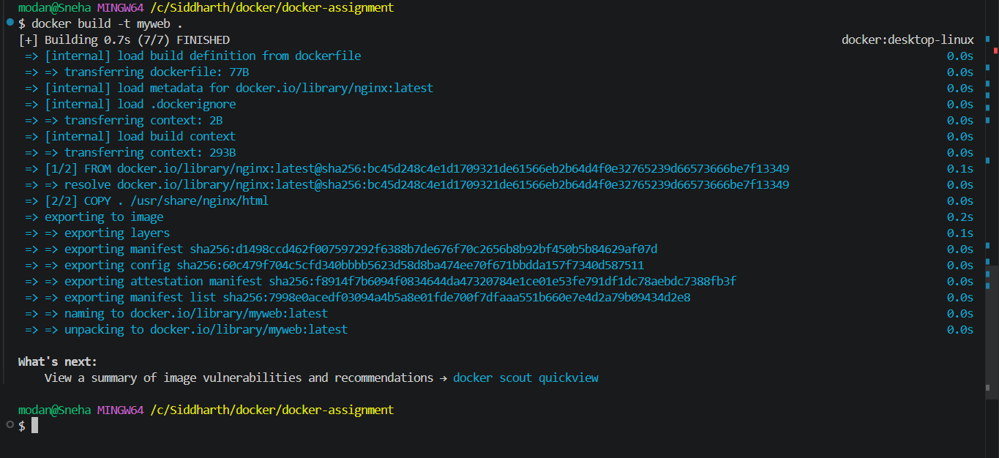 modan@Sneha MINGW64 /c/Siddharth/docker/docker-assignment
$ docker build -t myweb .
[+] Building 0.7s (7/7) FINISHED docker:desktop-linux
=> [internal] load build definition from dockerfile 0.0s
=> => transferring dockerfile: 77B 0.0s
=> [internal] load metadata for docker.io/library/nginx:latest 0.0s
=> [internal] load .dockerignore 0.0s
=> => transferring context: 2B 0.0s
=> [internal] load build context 0.0s
=> => transferring context: 293B 0.0s
=> [1/2] FROM docker.io/library/nginx:latest@sha256:bc45d248c4e1d1709321de61566eb2b64d4f0e32765239d66573666be7f13349 0.1s
=> => resolve docker.io/library/nginx:latest@sha256:bc45d248c4e1d1709321de61566eb2b64d4f0e32765239d66573666be7f13349 0.0s
=> [2/2] COPY . /usr/share/nginx/html 0.0s
=> exporting to image 0.2s
=> => exporting layers 0.1s
=> => exporting manifest sha256:d1498ccd462f007597292f6388b7de676f70c2656b8b92bf450b5b84629af07d 0.0s
=> => exporting config sha256:60c479f704c5cfd340bbbb5623d58d8ba474ee70f671bbdda157f7340d587511 0.0s
=> => exporting attestation manifest sha256:f8914f7b6094f0834644da47320784e1ce01e53fe791df1dc78aebdc7388fb3f 0.0s
=> => exporting manifest list sha256:7998e0acedf03094a4b5a8e01fde700f7dfaaa551b660e7e4d2a79b09434d2e8 0.0s
=> => naming to docker.io/library/myweb:latest 0.0s
=> => unpacking to docker.io/library/myweb:latest 0.0s
What's next:
View a summary of image vulnerabilities and recommendations → docker scout quickview
modan@Sneha MINGW64 /c/Siddharth/docker/docker-assignment
$